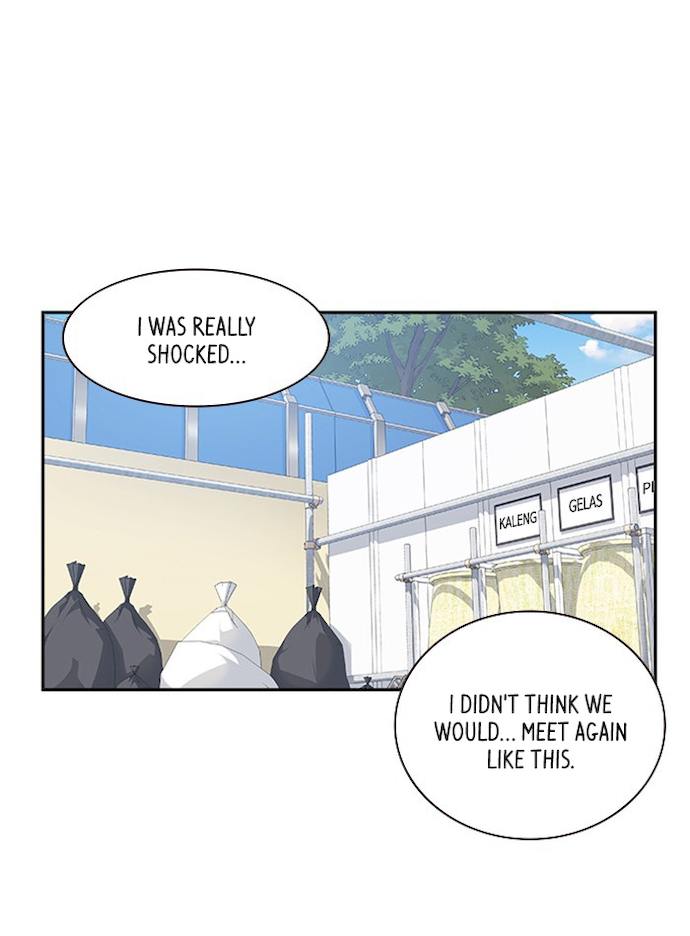 I WAS REALLY
SHOCKED...
KALENG
GELAS
I DIDN'T THINK WE
WOULD... MEET AGAIN
LIKE THIS.